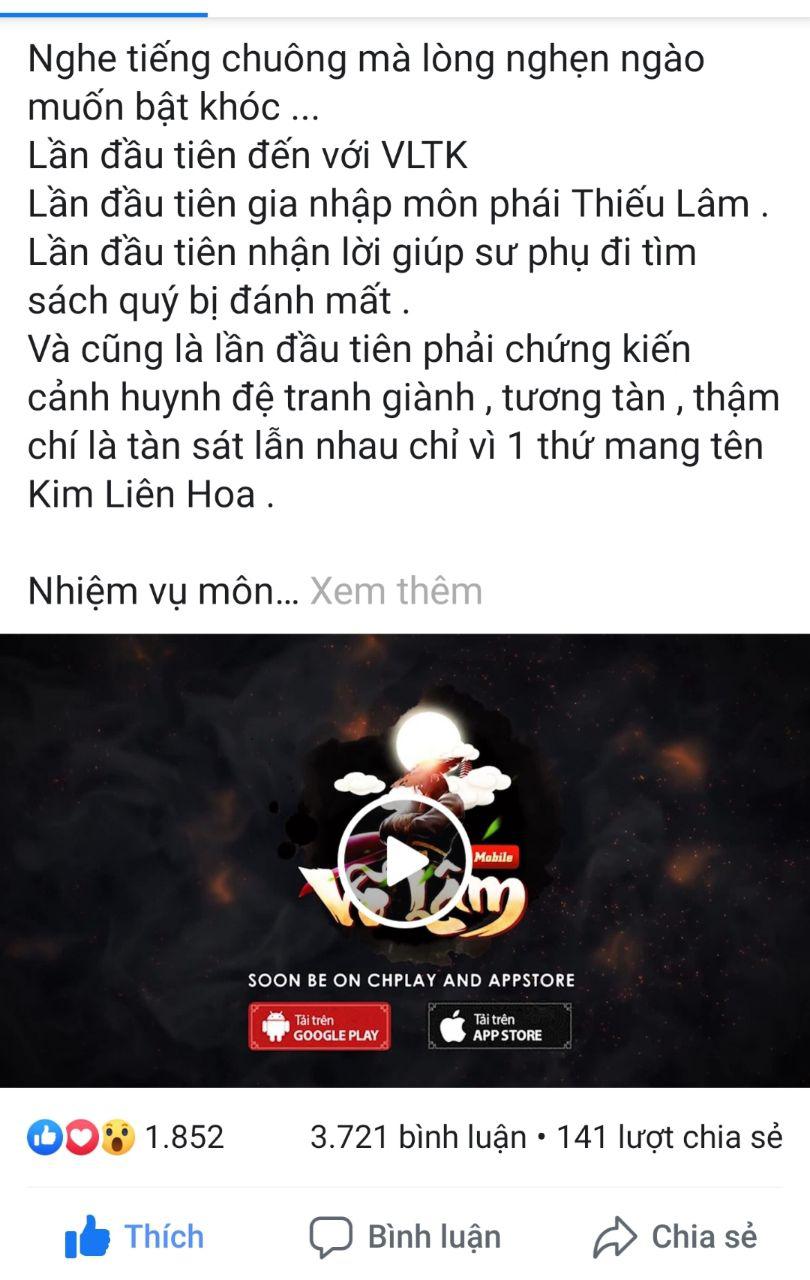 Nghe tiếng chuông mà lòng nghẹn ngào
muốn bật khóc ...
Lần đầu tiên đến với VLTK
Lần đầu tiên gia nhập môn phái Thiếu Lâm .
Lần đầu tiên nhận lời giúp sư phụ đi tìm
sách quý bị đánh mất .
Và cũng là lần đầu tiên phải chứng kiến
cảnh huynh đệ tranh giành , tương tàn , thậm
chí là tàn sát lẫn nhau chỉ vì 1 thứ mang tên
Kim Liên Hoa .
Nhiệm vụ môn... Xem thêm
Mobile
Võ Lâm
SOON BE ON CHPLAY AND APPSTORE
Tải trên
GOOGLE PLAY
Tải trên
APP STORE
1.852 3.721 bình luận • 141 lượt chia sẻ
Thích Bình luận Chia sẻ